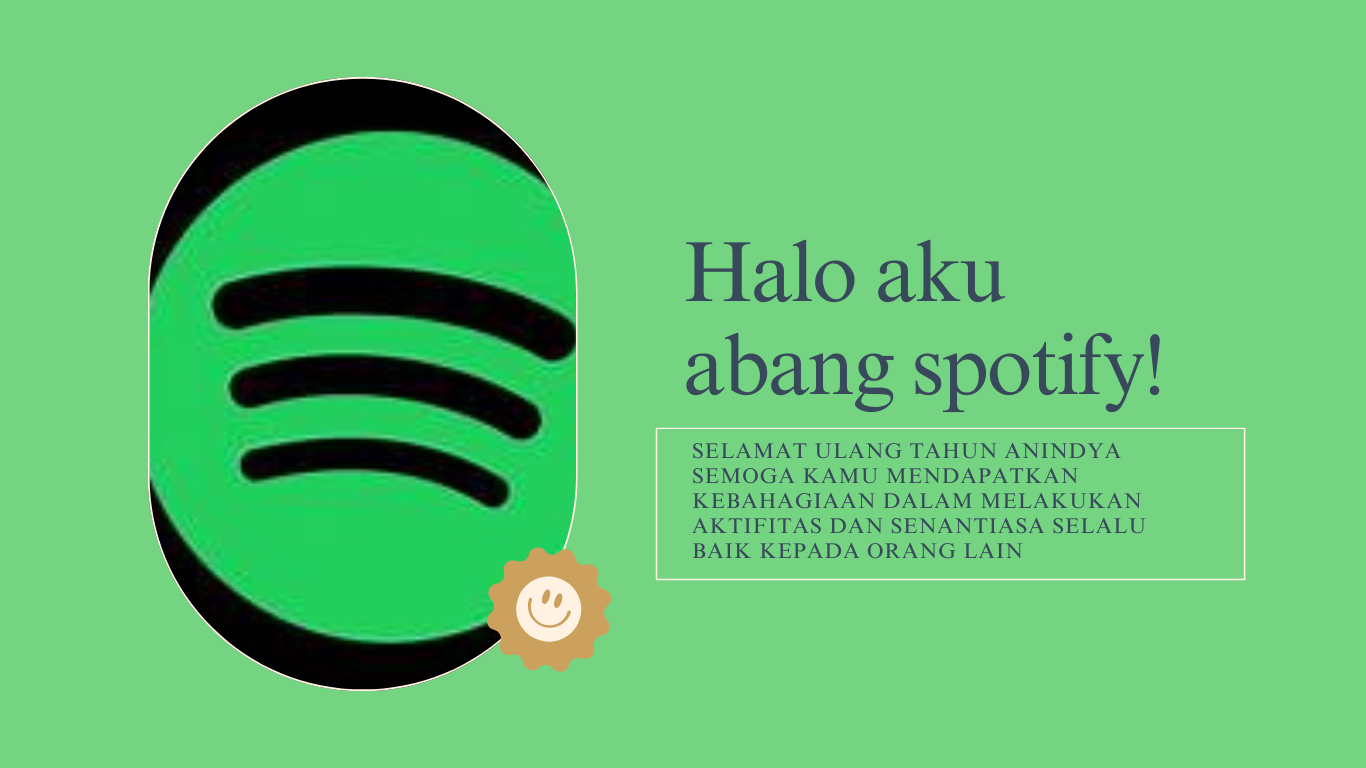 Halo aku
abang spotify!
SELAMAT ULANG TAHUN ANINDYA
SEMOGA KAMU MENDAPATKAN
KEBAHAGIAAN DALAM MELAKUKAN
AKTIFITAS DAN SENANTIASA SELALU
BAIK KEPADA ORANG LAIN